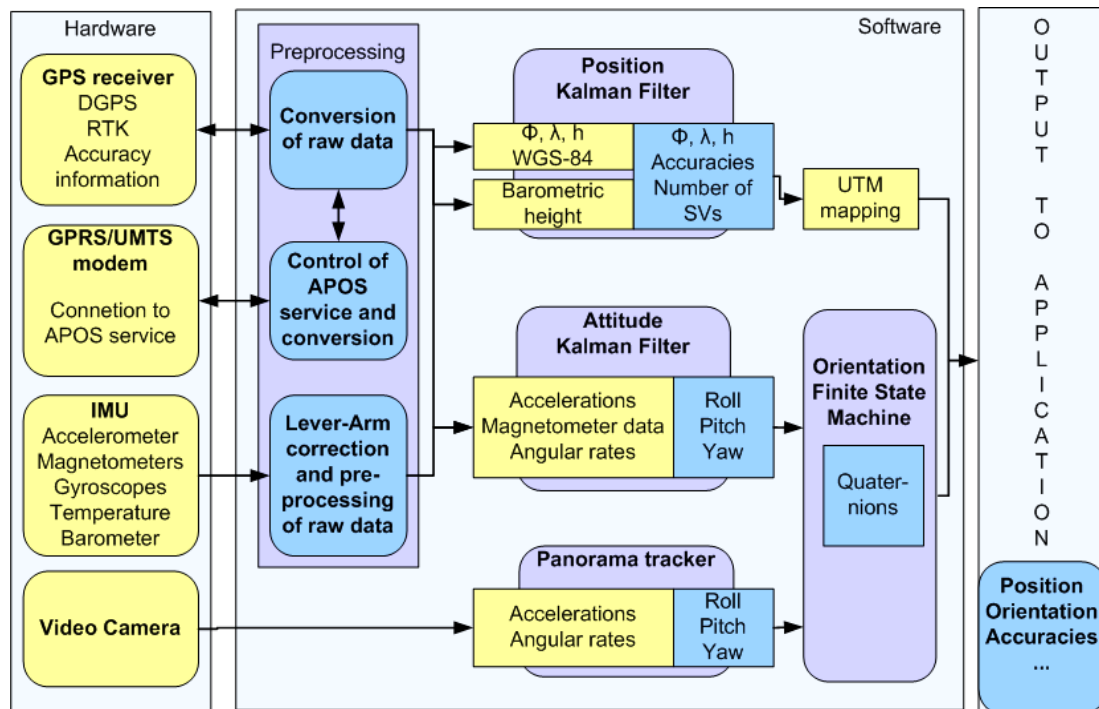 Hardware
GPS receiver
DGPS
RTK
Accuracy
information
GPRS/UMTS
modem
Connetion to
APOS service
IMU
Accelerometer
Magnetometers
Gyroscopes
Temperature
Barometer
Video Camera
Software
Preprocessing
Conversion
of raw data
Control of
APOS
service and
conversion
Lever-Arm
correction
and pre-
processing
of raw data
Position
Kalman Filter
Φ, λ, h
WGS-84
Barometric
height
Φ, λ, h
Accuracies
Number of
SVs
UTM
mapping
Attitude
Kalman Filter
Accelerations
Magnetometer data
Angular rates
Roll
Pitch
Yaw
Panorama tracker
Accelerations
Angular rates
Roll
Pitch
Yaw
Orientation
Finite State
Machine
Quater-
nions
OUTPUT TO APPLICATION
Position
Orientation
Accuracies
...